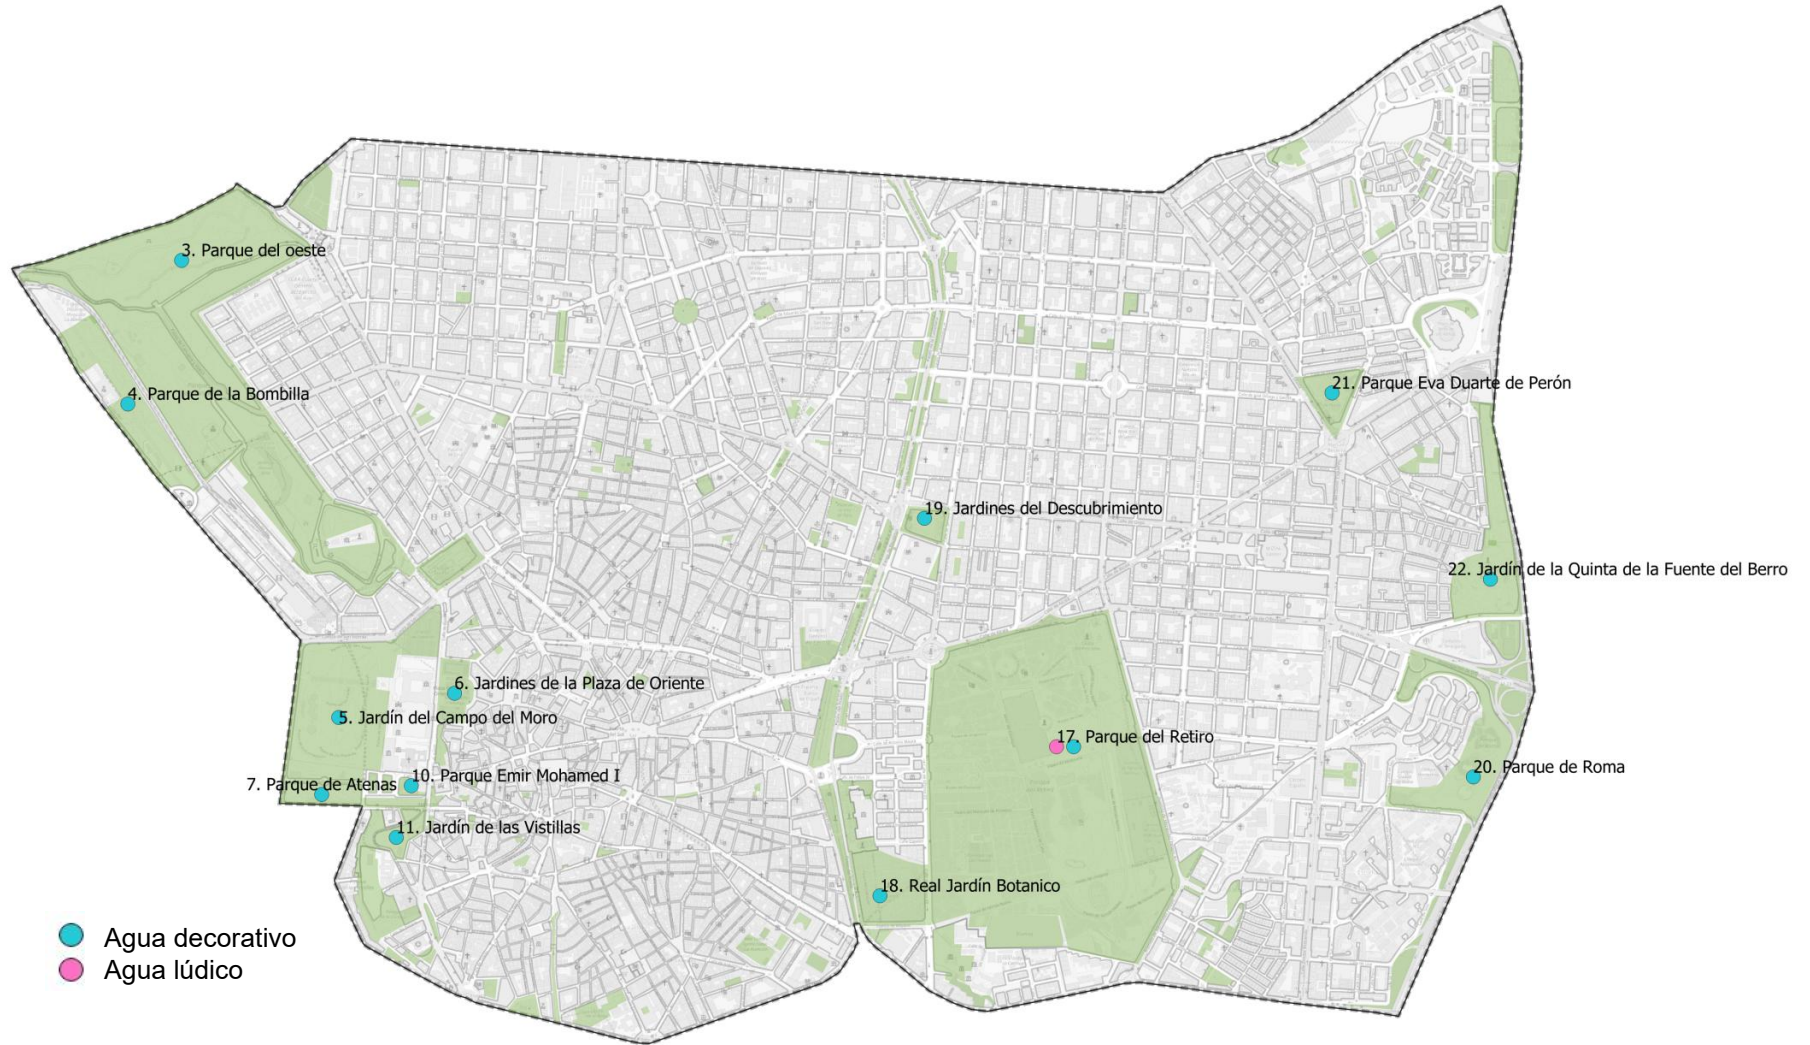 3. Parque del oeste
21. Parque Eva Duarte de Perón
4. Parque de la Bombilla
19. Jardines del Descubrimiento
22. Jardín de la Quinta de la Fuente del Berro
6. Jardines de la Plaza de Oriente
5. Jardín del Campo del Moro
17. Parque del Retiro
20. Parque de Roma
10. Parque Emir Mohamed I
7. Parque de Atenas
11. Jardín de las Vistillas
18. Real Jardín Botanico
Agua decorativo
Agua lúdico